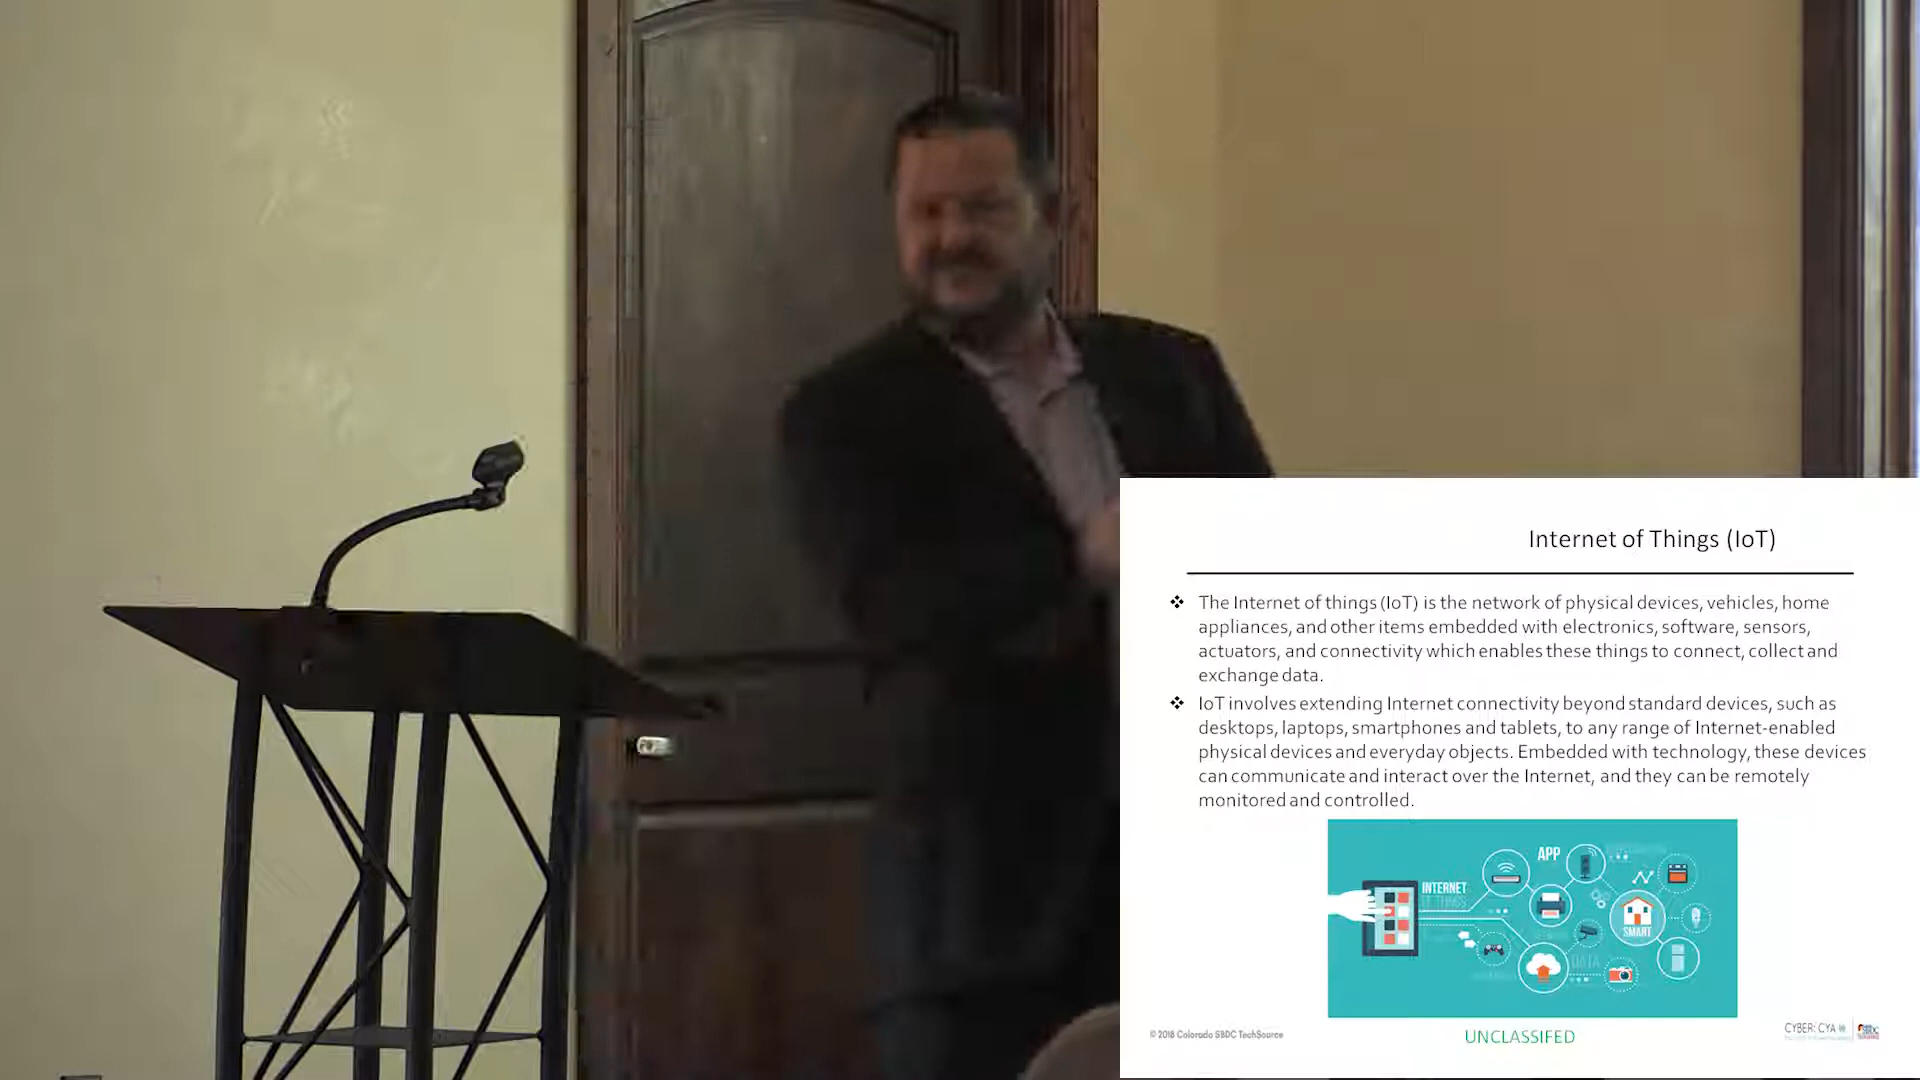 Internet of Things (IoT)
❖ The Internet of things (IoT) is the network of physical devices, vehicles, home
appliances, and other items embedded with electronics, software, sensors,
actuators, and connectivity which enables these things to connect, collect and
exchange data.
❖ IoT involves extending Internet connectivity beyond standard devices, such as
desktops, laptops, smartphones and tablets, to any range of Internet-enabled
physical devices and everyday objects. Embedded with technology, these devices
can communicate and interact over the Internet, and they can be remotely
monitored and controlled.
APP
INTERNET
OF THINGS
SMART
DATA
© 2018 Colorado SBDC TechSource
UNCLASSIFED
CYBER: CYA
SBDC